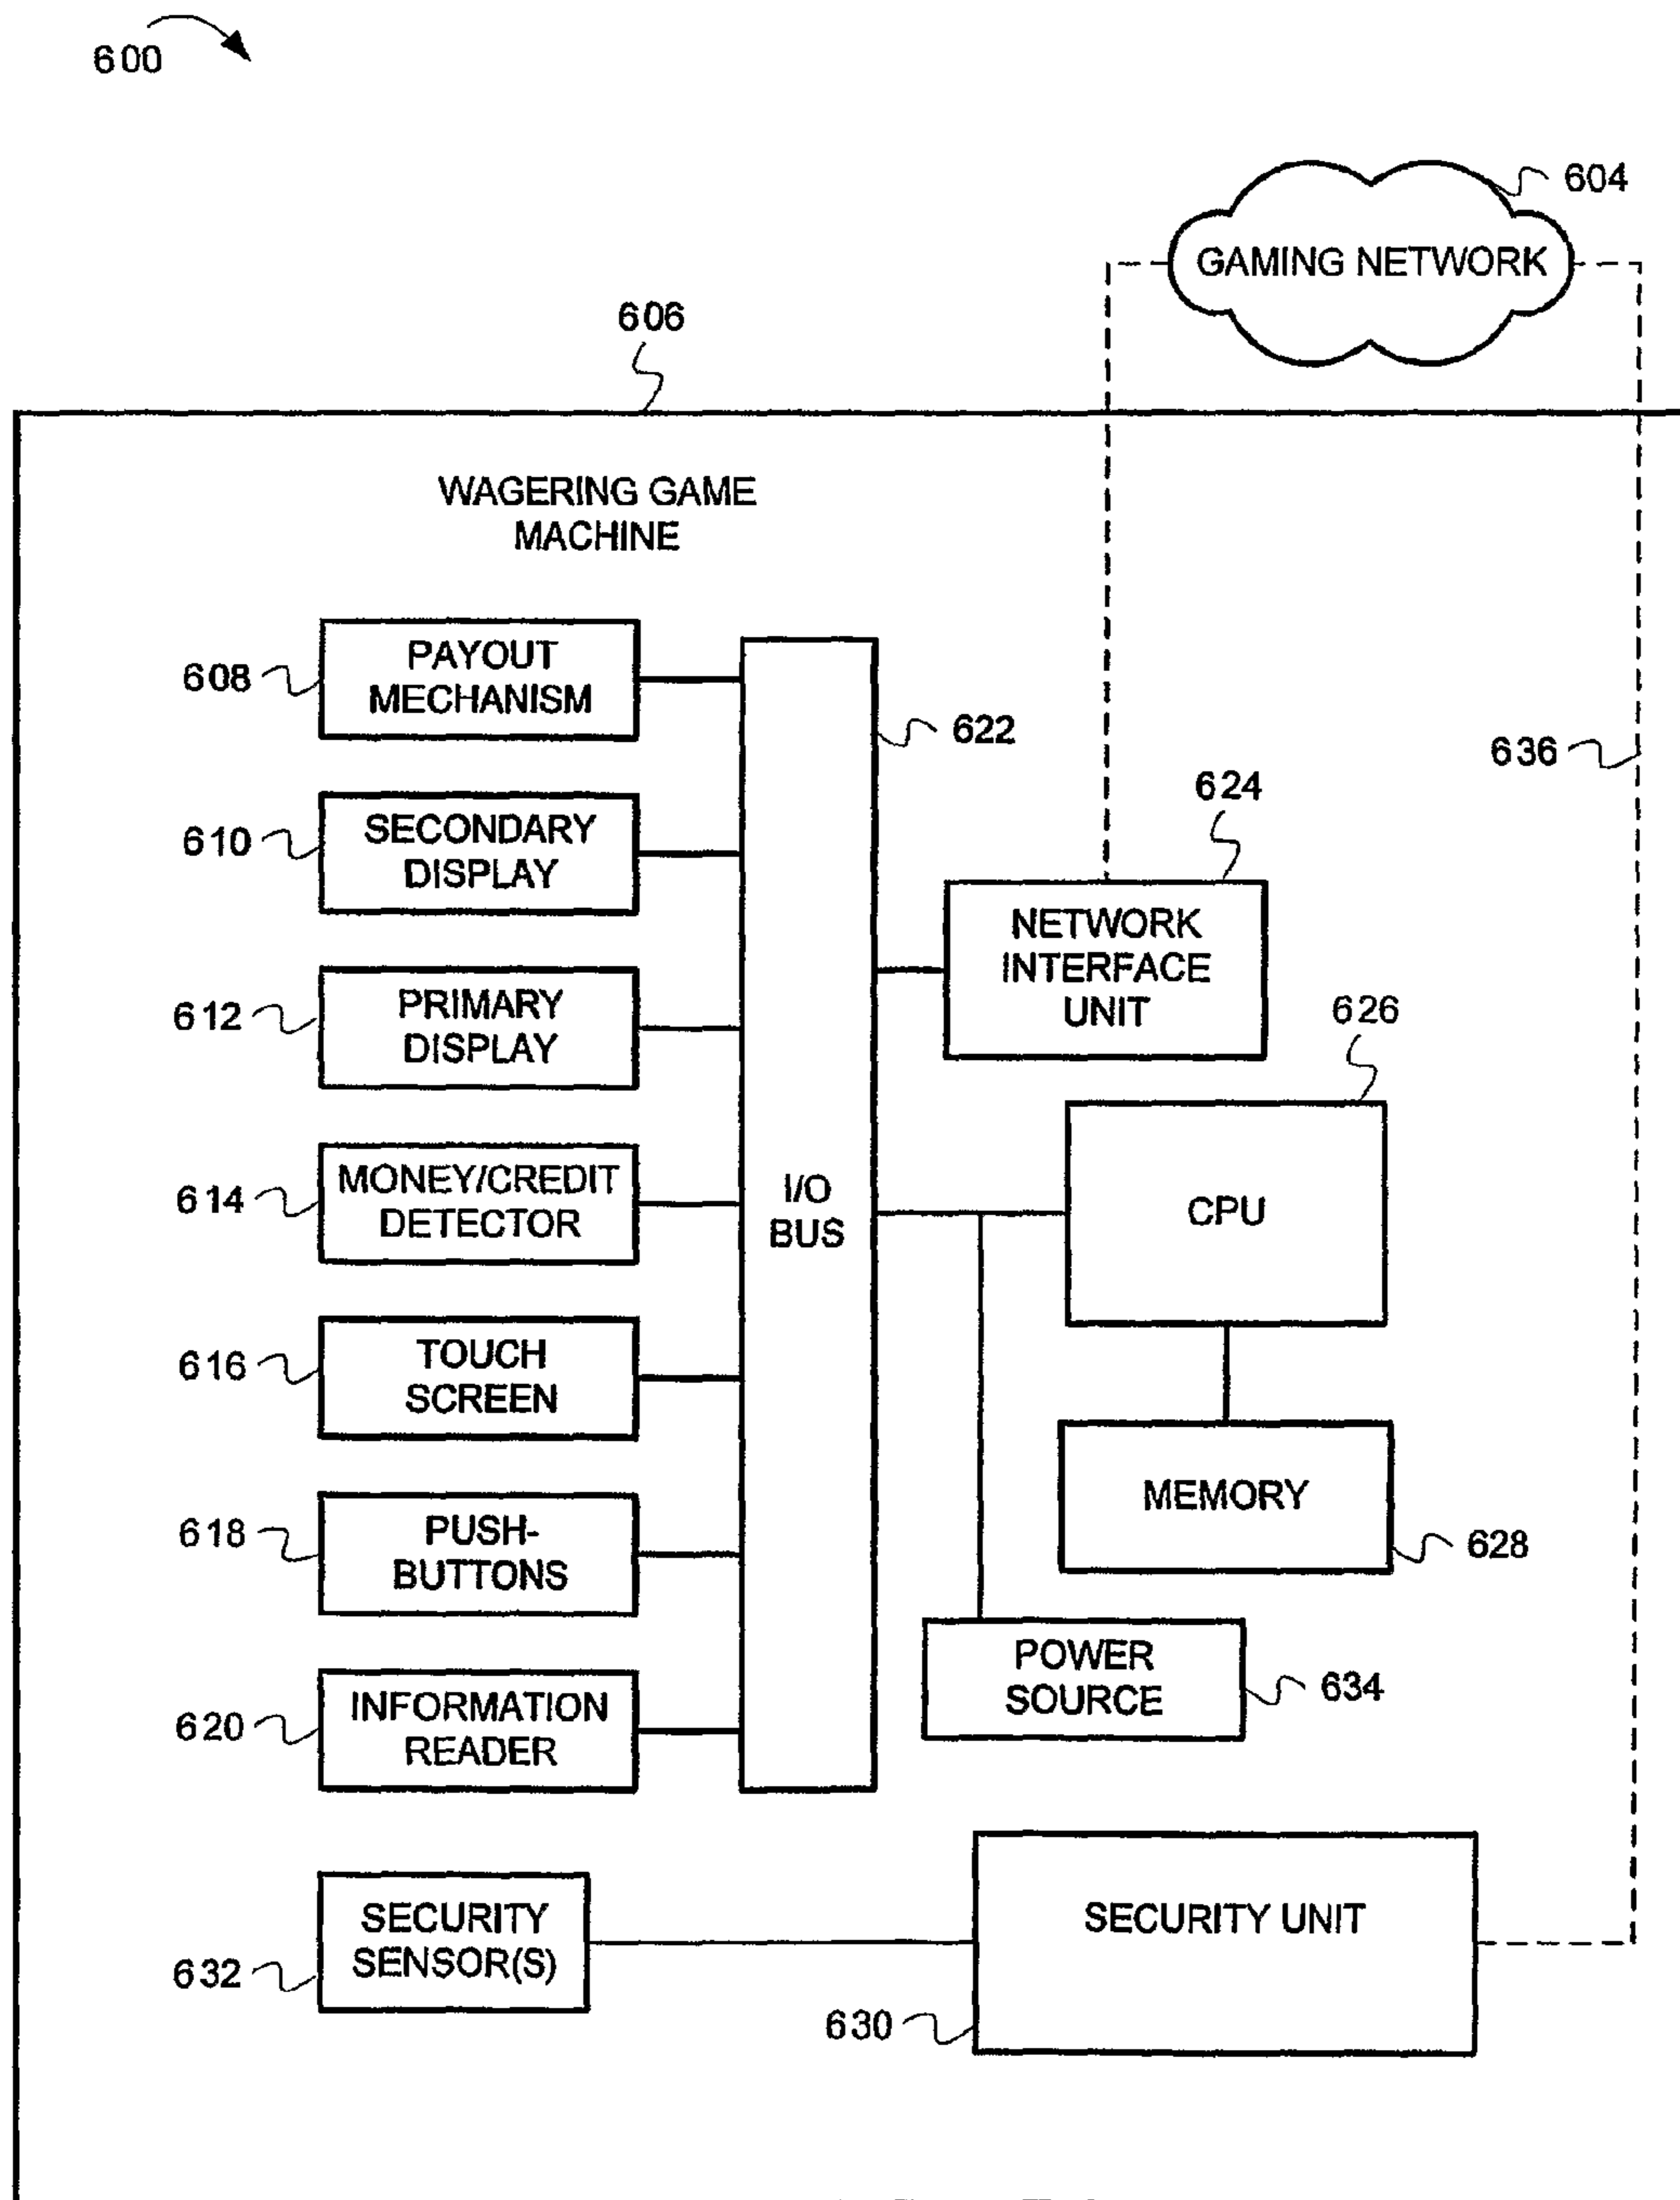 600
604
GAMING NETWORK
606
WAGERING GAME
MACHINE
608
PAYOUT
MECHANISM
622
636
624
610
SECONDARY
DISPLAY
NETWORK
INTERFACE
UNIT
612
PRIMARY
DISPLAY
626
614
MONEY/CREDIT
DETECTOR
I/O
BUS
CPU
616
TOUCH
SCREEN
618
PUSH-
BUTTONS
MEMORY
628
620
INFORMATION
READER
POWER
SOURCE
634
632
SECURITY
SENSOR(S)
SECURITY UNIT
630